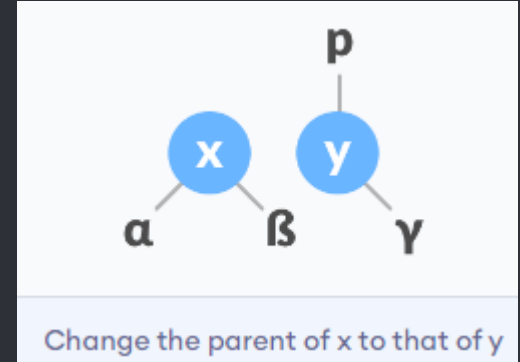 p
x y
α ß γ
Change the parent of x to that of y